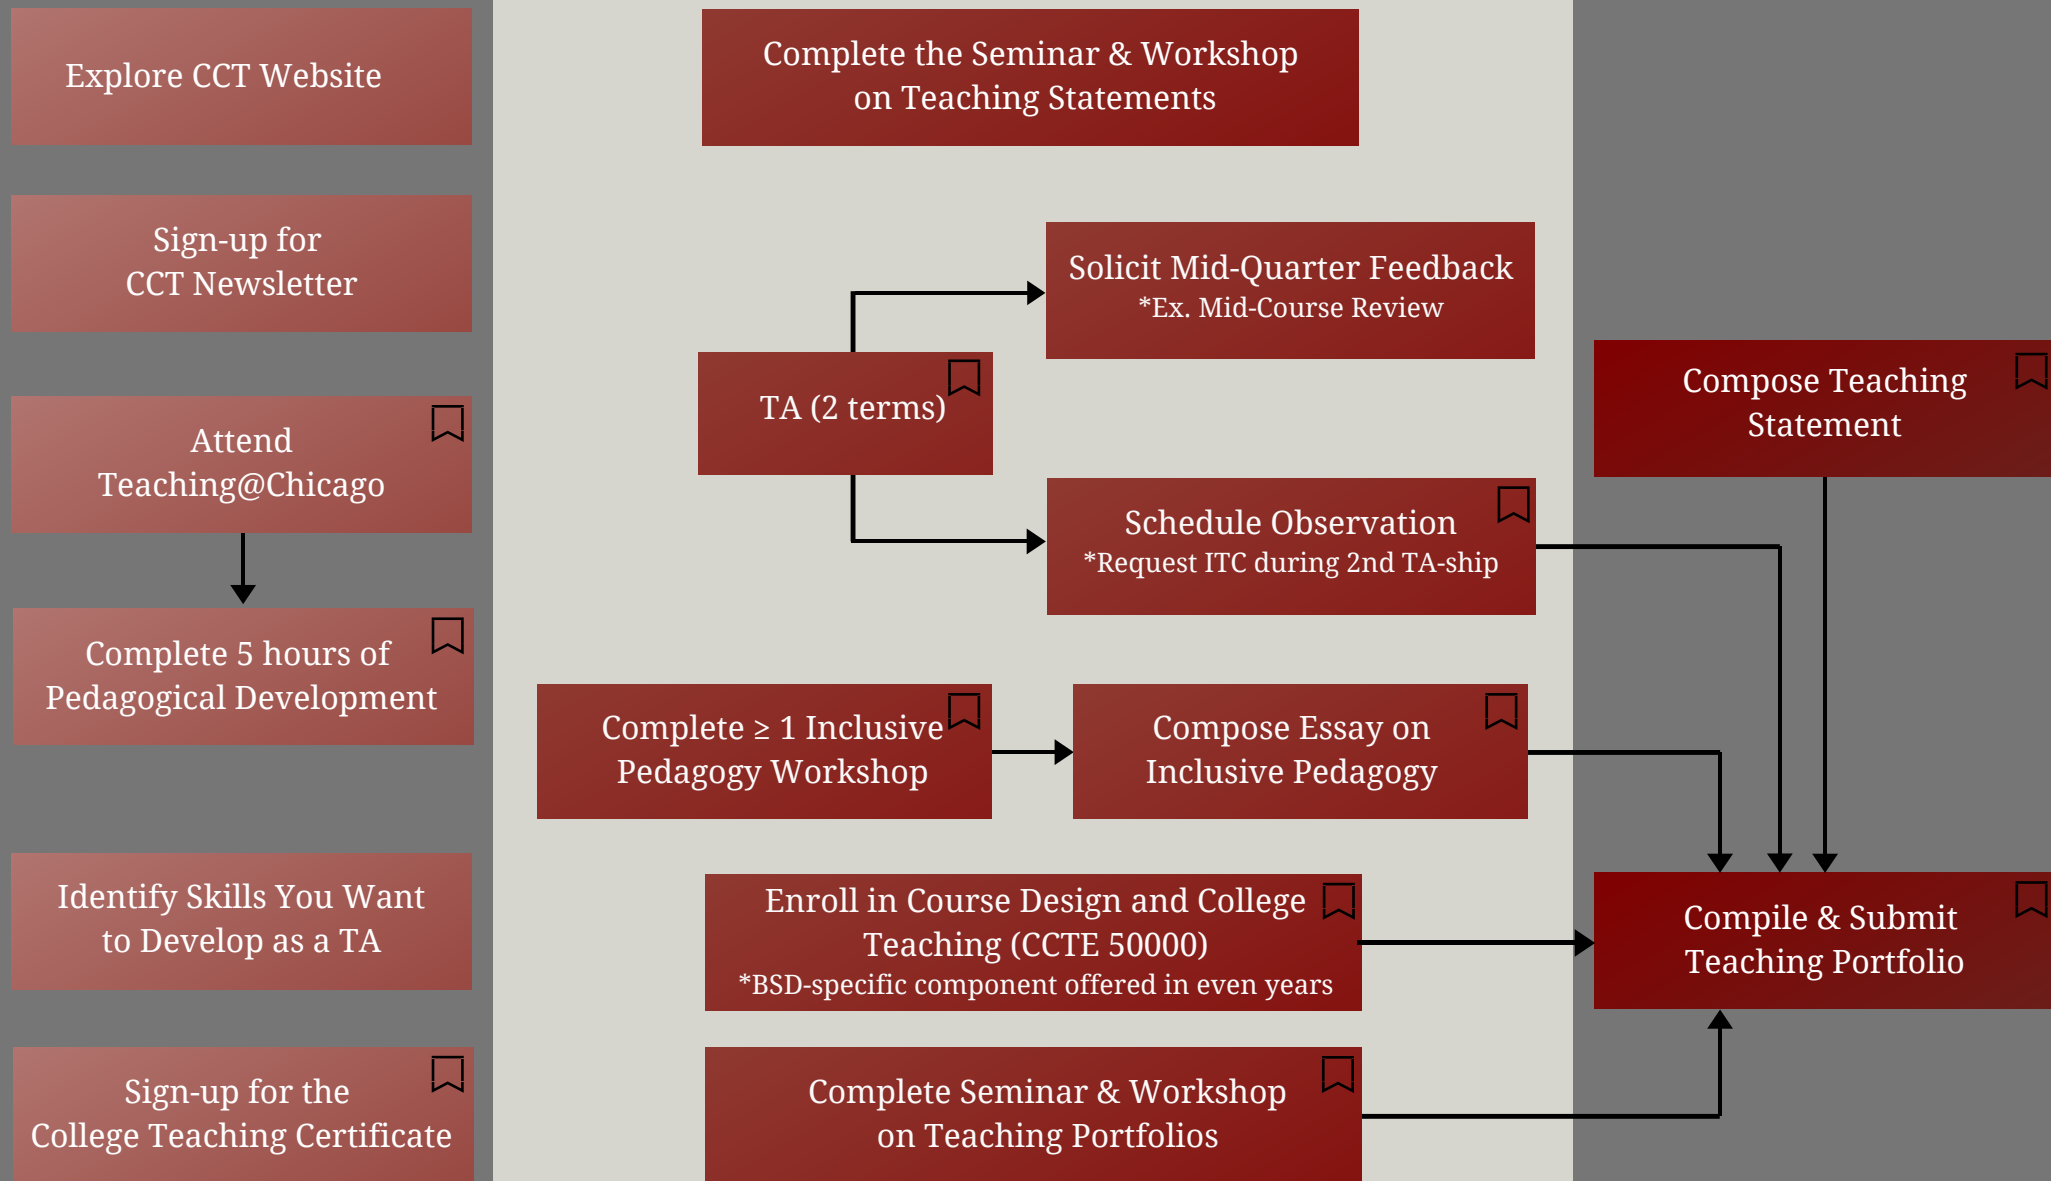 Explore CCT Website
Sign-up for
CCT Newsletter
Attend
Teaching@Chicago
Complete 5 hours of
Pedagogical Development
Identify Skills You Want
to Develop as a TA
Sign-up for the
College Teaching Certificate
Complete the Seminar & Workshop
on Teaching Statements
Solicit Mid-Quarter Feedback
*Ex. Mid-Course Review
TA (2 terms)
Schedule Observation
*Request ITC during 2nd TA-ship
Complete ≥ 1 Inclusive
Pedagogy Workshop
Compose Essay on
Inclusive Pedagogy
Enroll in Course Design and College
Teaching (CCTE 50000)
*BSD-specific component offered in even years
Complete Seminar & Workshop
on Teaching Portfolios
Compose Teaching
Statement
Compile & Submit
Teaching Portfolio